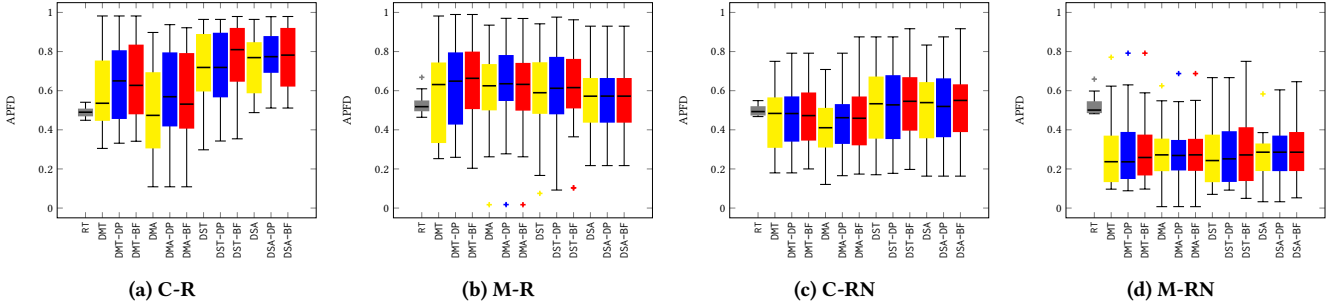 APFD
1
0.8
0.6
0.4
0.2
0
RT
DMT
DMT-DP
DMT-BF
DMA
DMA-DP
DMA-BF
DST
DST-DP
DST-BF
DSA
DSA-DP
DSA-BF
(a) C-R
APFD
1
0.8
0.6
0.4
0.2
0
RT
DMT
DMT-DP
DMT-BF
DMA
DMA-DP
DMA-BF
DST
DST-DP
DST-BF
DSA
DSA-DP
DSA-BF
(b) M-R
APFD
1
0.8
0.6
0.4
0.2
0
RT
DMT
DMT-DP
DMT-BF
DMA
DMA-DP
DMA-BF
DST
DST-DP
DST-BF
DSA
DSA-DP
DSA-BF
(c) C-RN
APFD
1
0.8
0.6
0.4
0.2
0
RT
DMT
DMT-DP
DMT-BF
DMA
DMA-DP
DMA-BF
DST
DST-DP
DST-BF
DSA
DSA-DP
DSA-BF
(d) M-RN